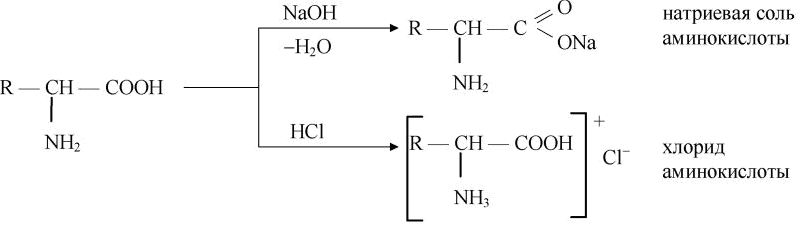 NaOH
–H₂O
R — CH — COOH
NH₂
R — CH — C
O
ONa
NH₂
натриевая соль
аминокислоты
HCl
[R — CH — COOH]⁺ Cl⁻
NH₃
хлорид
аминокислоты